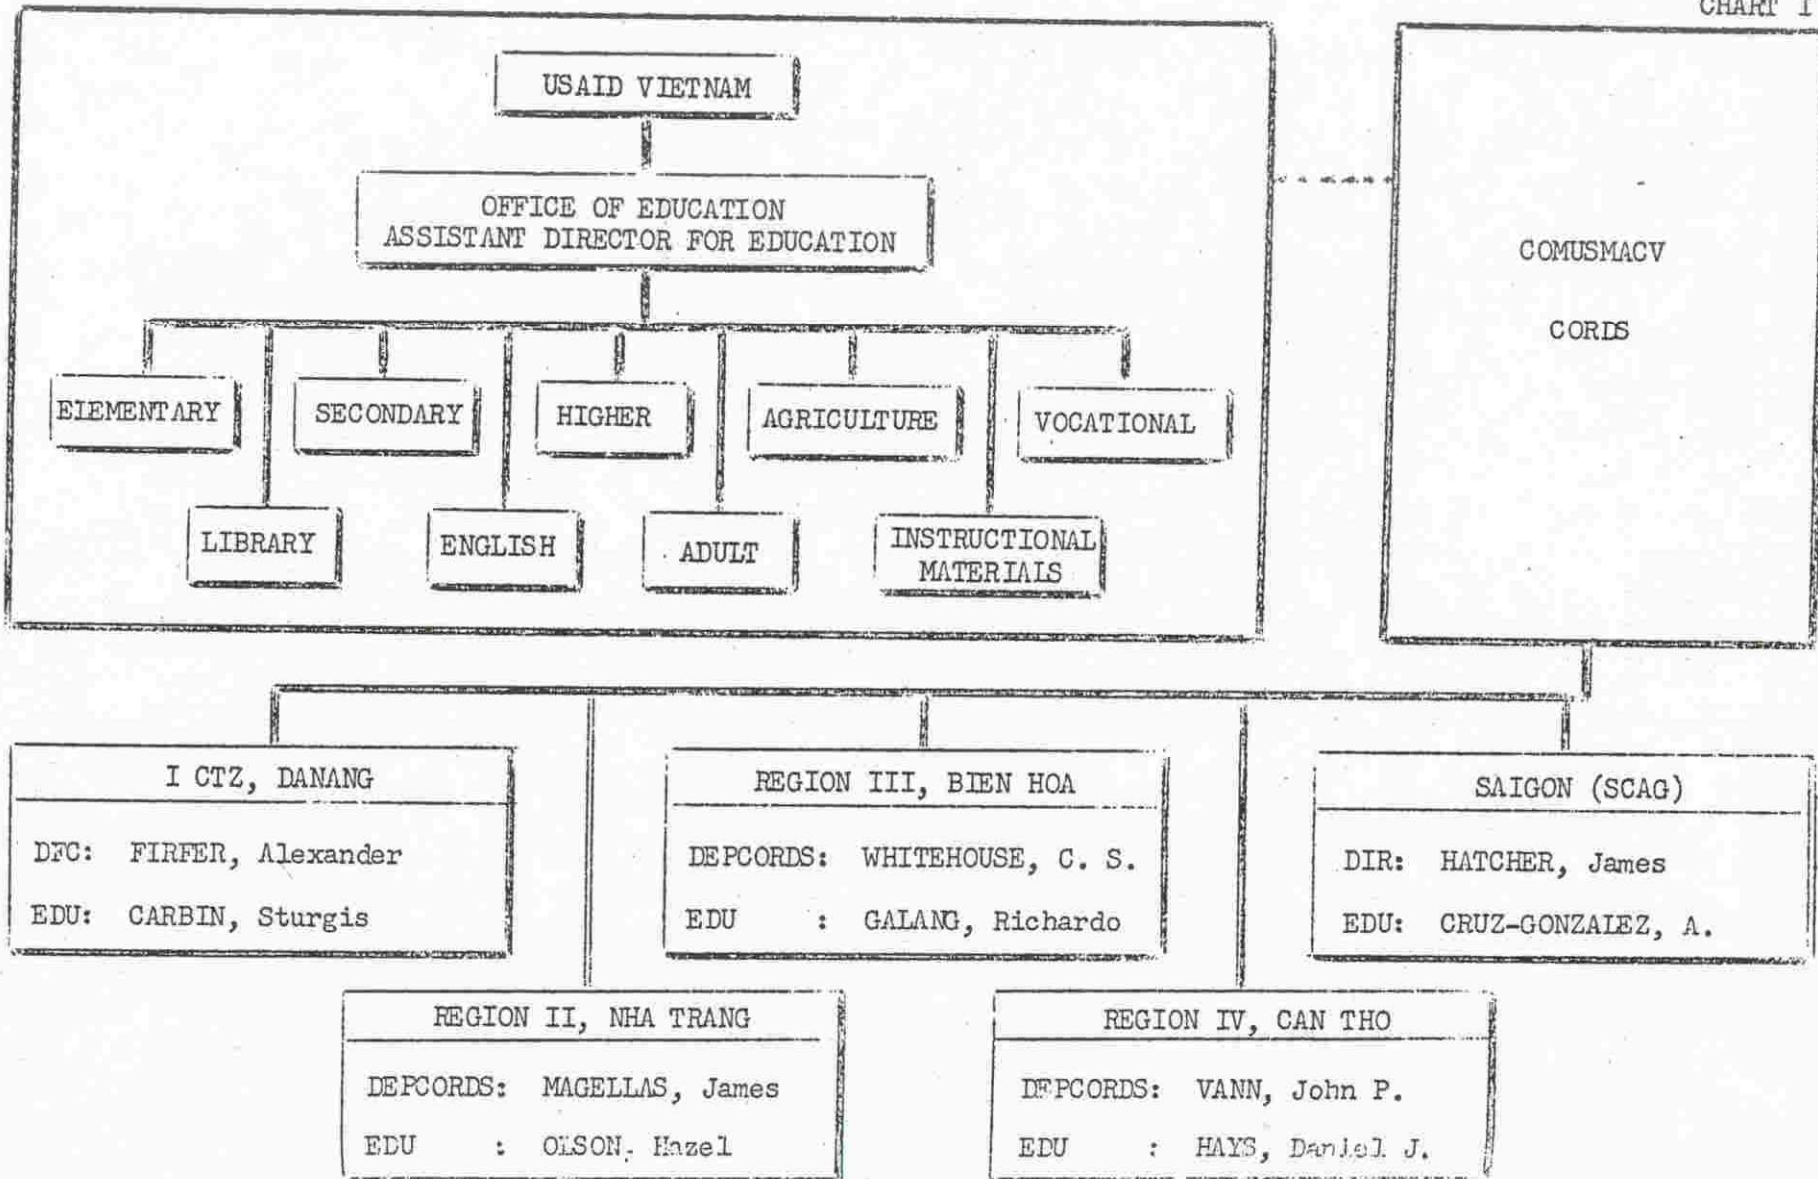 CHART I
USAID VIETNAM
OFFICE OF EDUCATION
ASSISTANT DIRECTOR FOR EDUCATION
ELEMENTARY
SECONDARY
HIGHER
AGRICULTURE
VOCATIONAL
LIBRARY
ENGLISH
ADULT
INSTRUCTIONAL
MATERIALS
COMUSMACV
CORDS
I CTZ, DANANG
DFC: FIRFER, Alexander
EDU: CARBIN, Sturgis
REGION III, BIEN HOA
DEPCORDS: WHITEHOUSE, C. S.
EDU : GALANG, Richardo
SAIGON (SCAG)
DIR: HATCHER, James
EDU: CRUZ-GONZALEZ, A.
REGION II, NHA TRANG
DEPCORDS: MAGELLAS, James
EDU : OLSON, Hazel
REGION IV, CAN THO
DEPCORDS: VANN, John P.
EDU : HAYS, Daniel J.